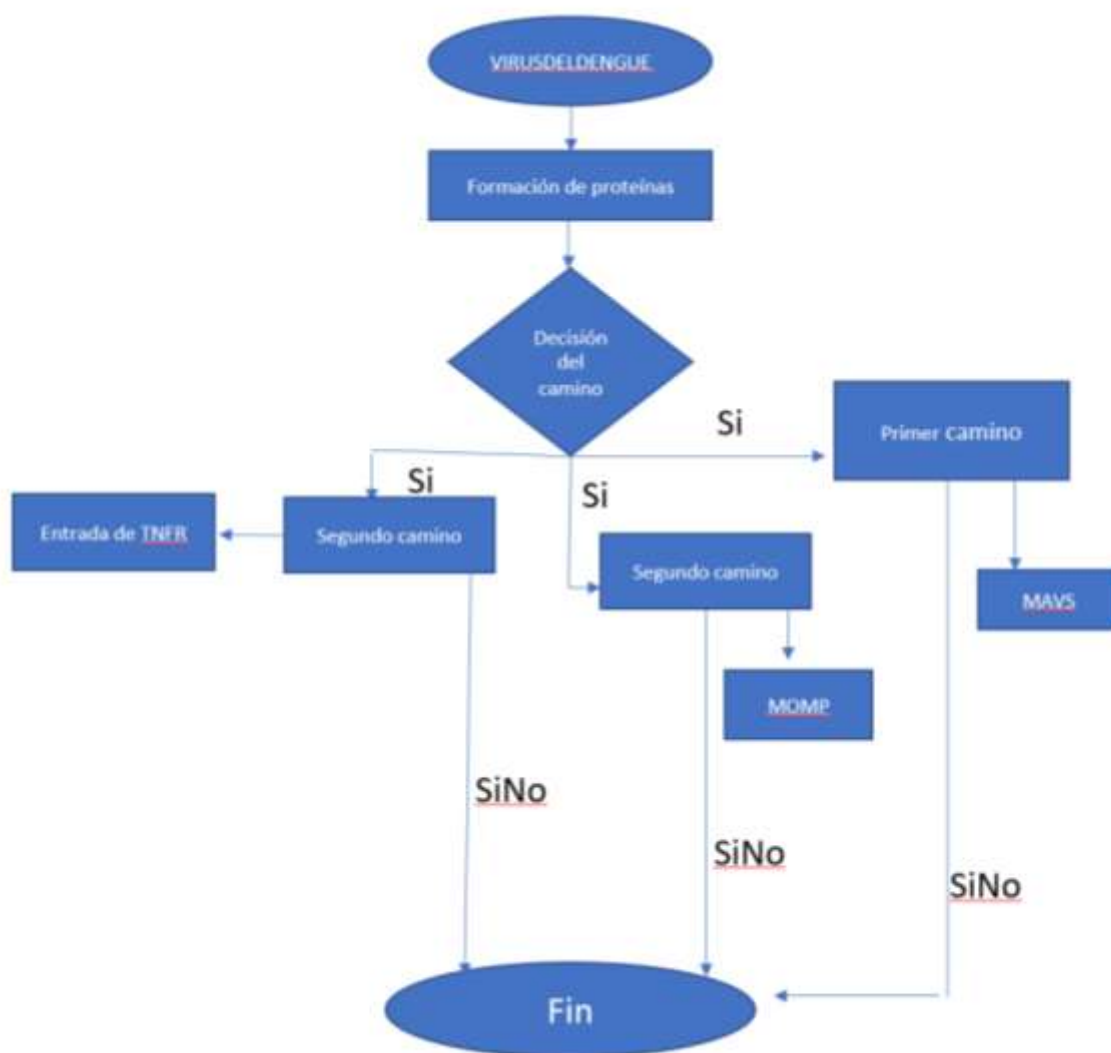 VIRUSDELDENGUE
Formación de proteínas
Decisión
del
camino
Si
Primer camino
Si
Si
Entrada de TNFR
Segundo camino
Segundo camino
MAVS
MOMP
SiNo
SiNo
SiNo
Fin